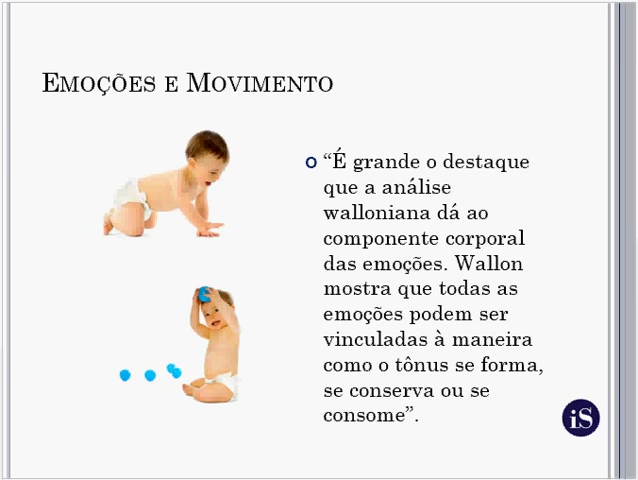 EMOÇÕES E MOVIMENTO
“É grande o destaque
que a análise
walloniana dá ao
componente corporal
das emoções. Wallon
mostra que todas as
emoções podem ser
vinculadas à maneira
como o tônus se forma,
se conserva ou se
consome”.
iS